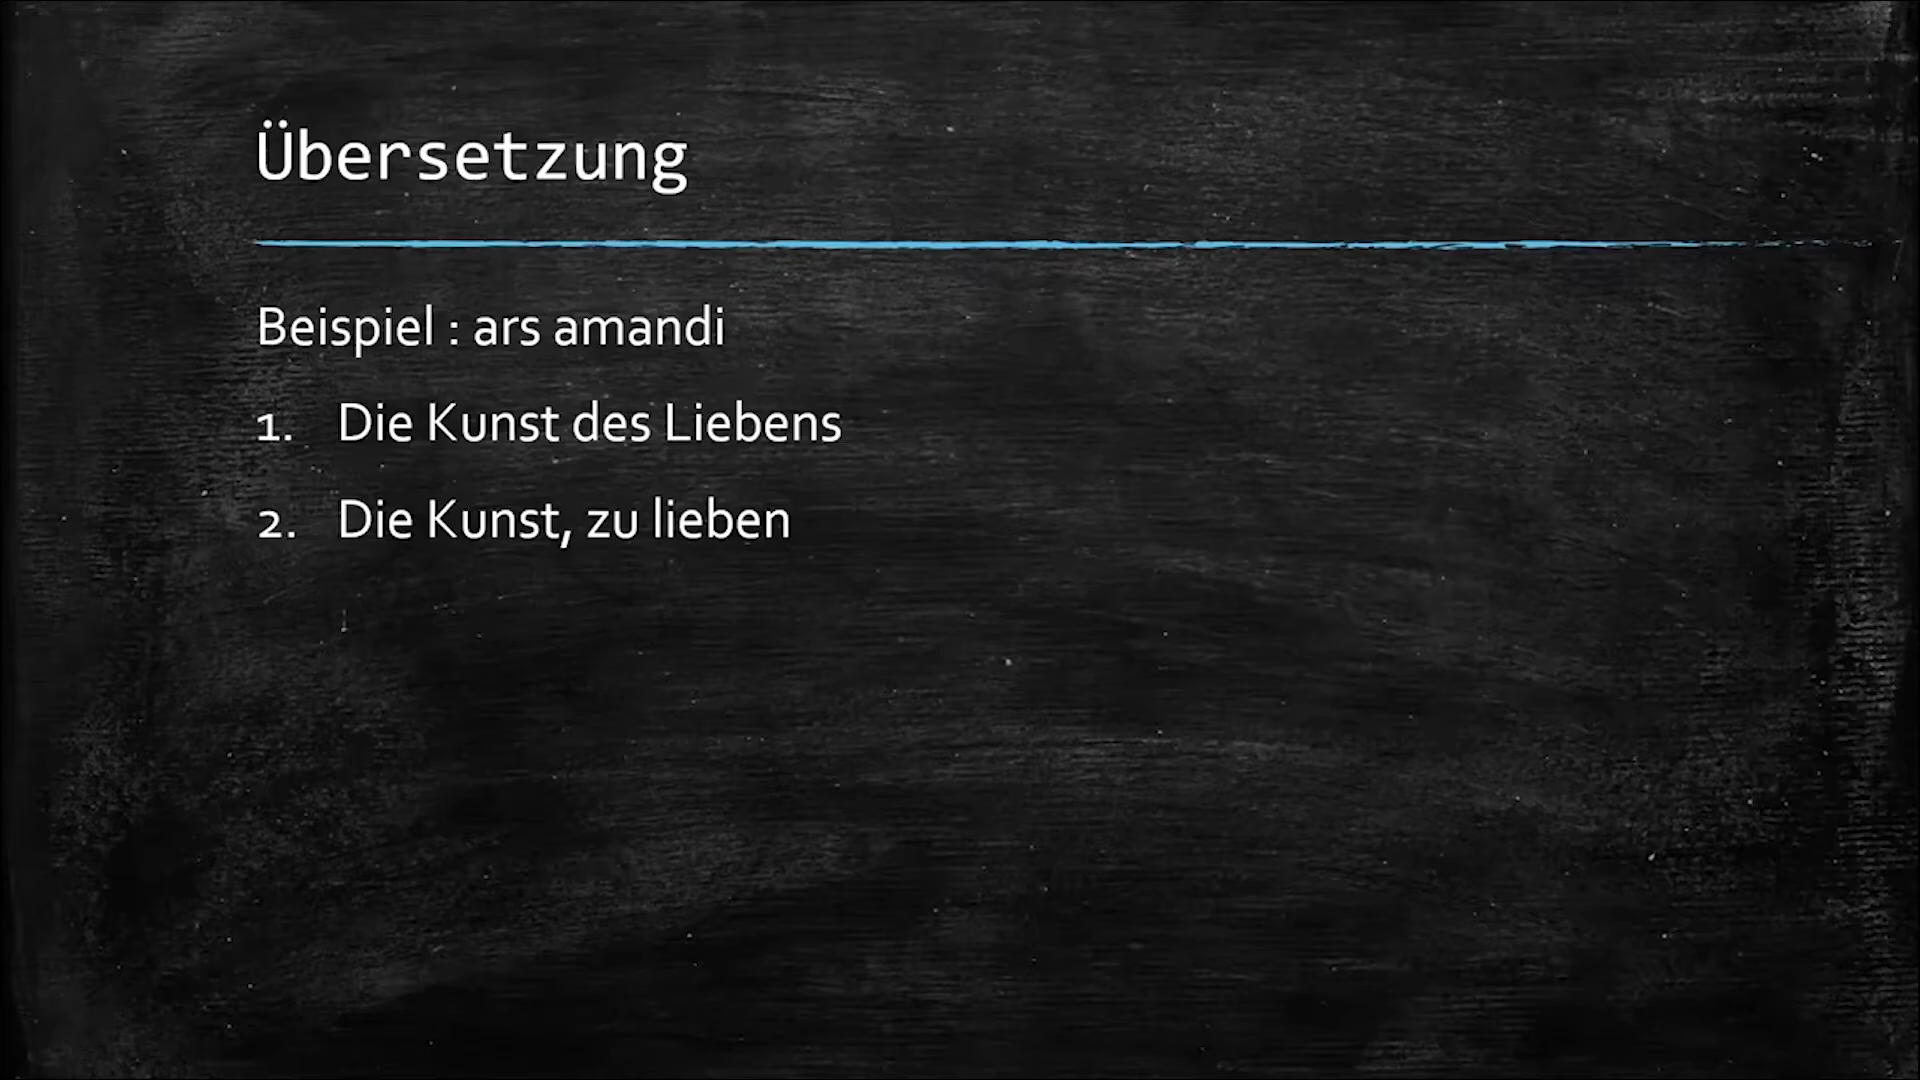 Übersetzung
Beispiel : ars amandi
1. Die Kunst des Liebens
2. Die Kunst, zu lieben